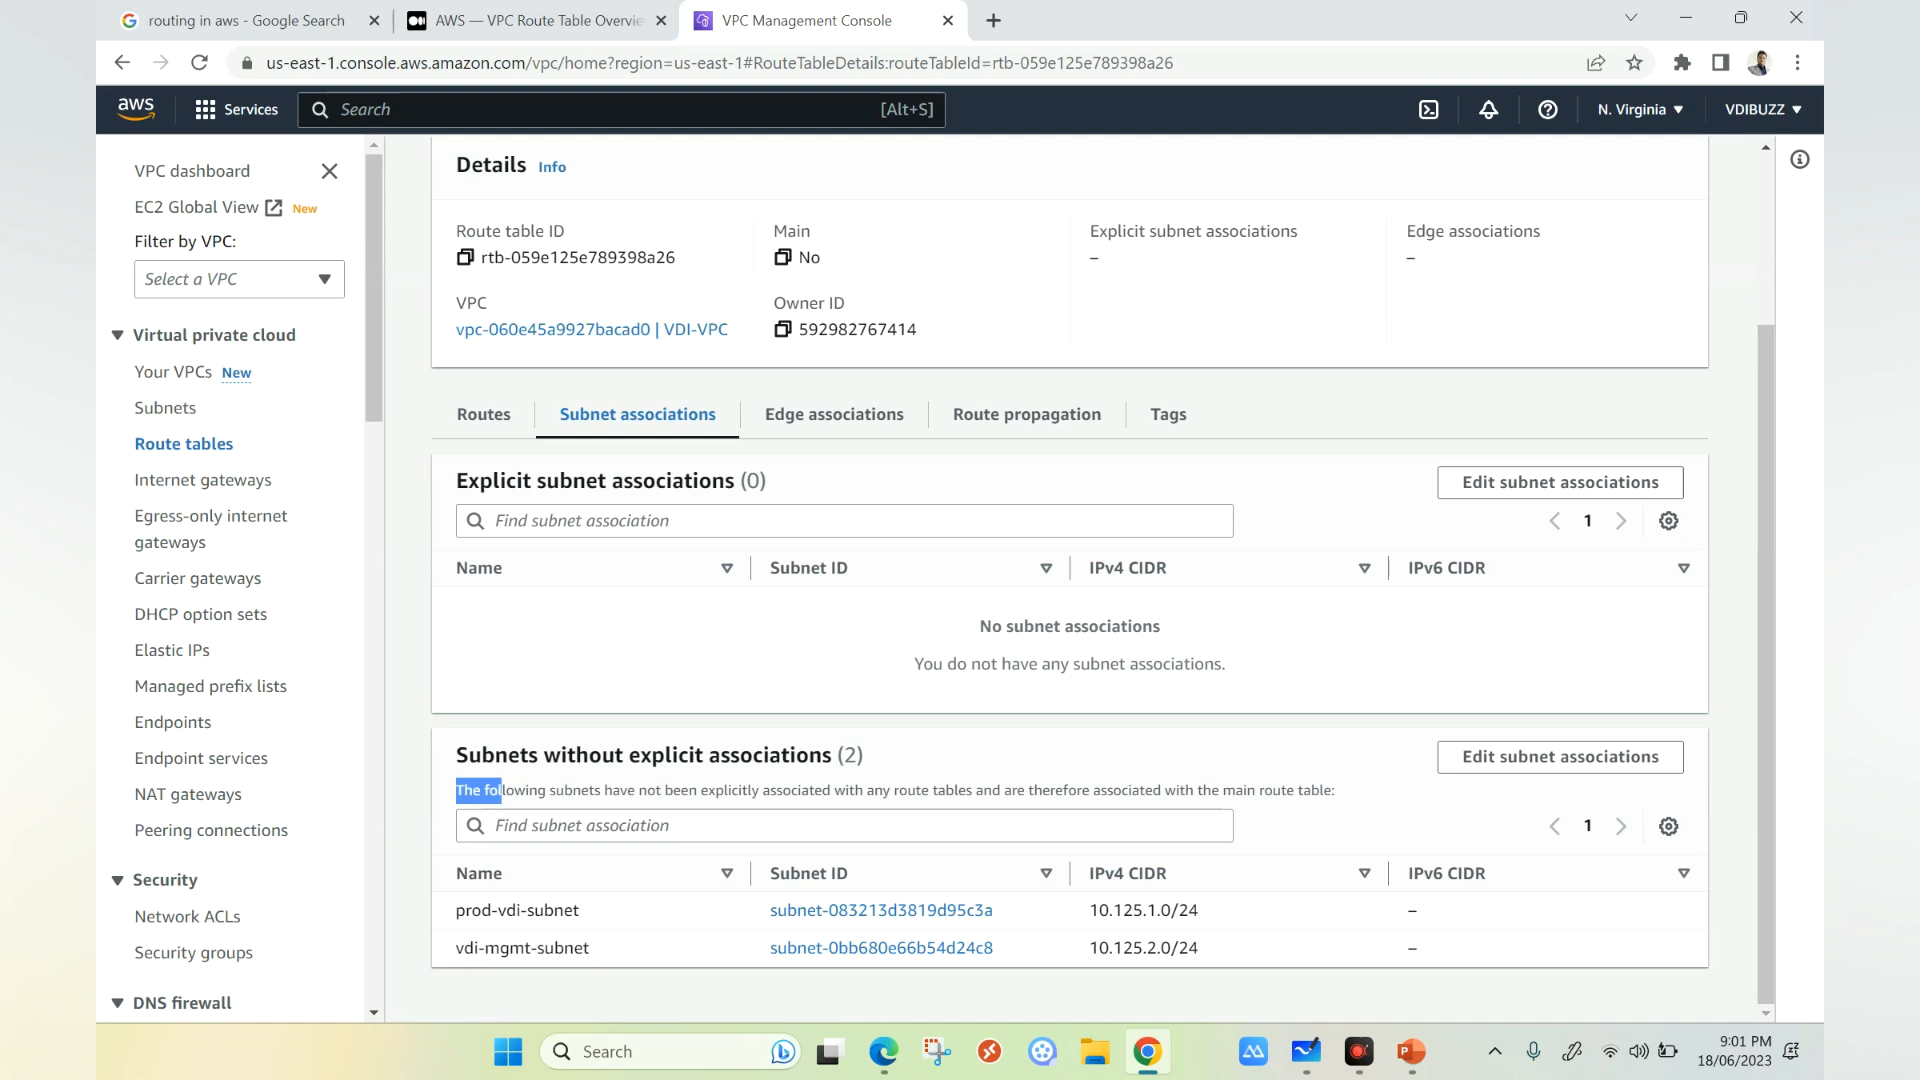 routing in aws - Google Search
AWS — VPC Route Table Overvie
VPC Management Console
us-east-1.console.aws.amazon.com/vpc/home?region=us-east-1#RouteTableDetails:routeTableId=rtb-059e125e789398a26
aws
Services
Search
[Alt+S]
N. Virginia
VDIBUZZ
VPC dashboard
EC2 Global View
New
Filter by VPC:
Select a VPC
Virtual private cloud
Your VPCs New
Subnets
Route tables
Internet gateways
Egress-only internet
gateways
Carrier gateways
DHCP option sets
Elastic IPs
Managed prefix lists
Endpoints
Endpoint services
NAT gateways
Peering connections
Security
Network ACLs
Security groups
DNS firewall
Details Info
Route table ID
rtb-059e125e789398a26
Main
No
Explicit subnet associations
–
Edge associations
–
VPC
vpc-060e45a9927bacad0 | VDI-VPC
Owner ID
592982767414
Routes
Subnet associations
Edge associations
Route propagation
Tags
Explicit subnet associations (0)
Edit subnet associations
Find subnet association
1
Name
Subnet ID
IPv4 CIDR
IPv6 CIDR
No subnet associations
You do not have any subnet associations.
Subnets without explicit associations (2)
Edit subnet associations
The following subnets have not been explicitly associated with any route tables and are therefore associated with the main route table:
Find subnet association
1
Name
Subnet ID
IPv4 CIDR
IPv6 CIDR
prod-vdi-subnet
subnet-083213d3819d95c3a
10.125.1.0/24
–
vdi-mgmt-subnet
subnet-0bb680e66b54d24c8
10.125.2.0/24
–
Search
9:01 PM
18/06/2023